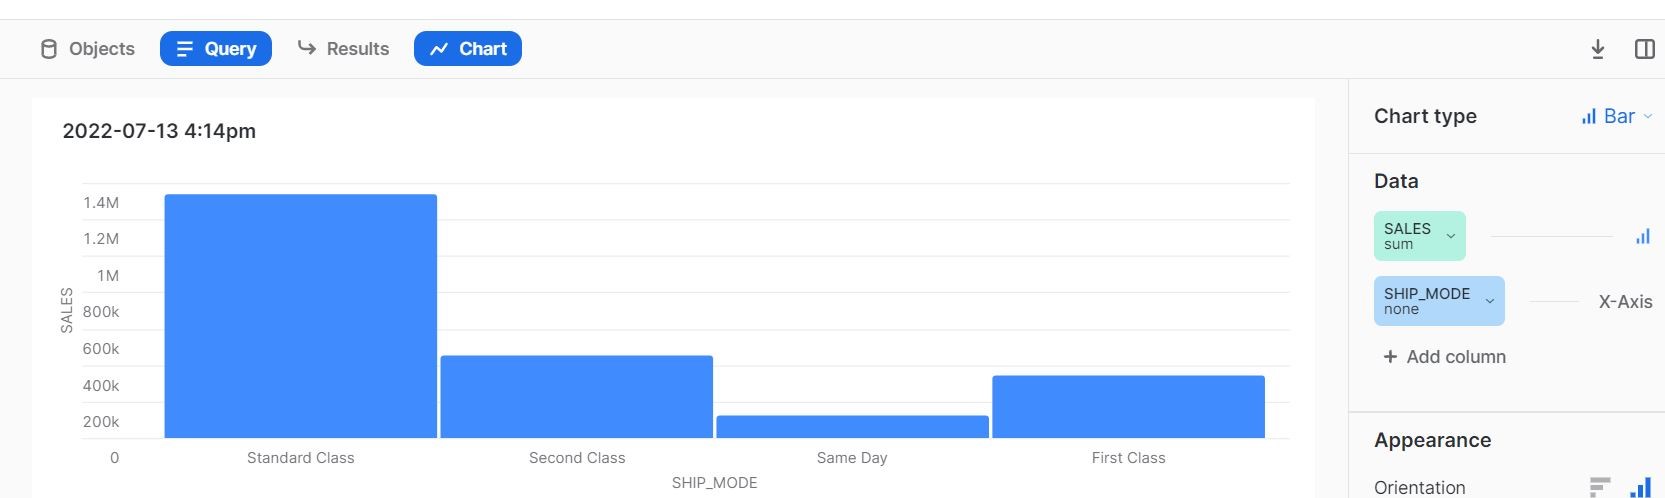 Objects Query Results Chart
2022-07-13 4:14pm
1.4M
1.2M
1M
800k
600k
400k
200k
0
SALES
Standard Class Second Class Same Day First Class
SHIP_MODE
Chart type Bar
Data
SALES
sum
SHIP_MODE
none
X-Axis
+ Add column
Appearance
Orientation